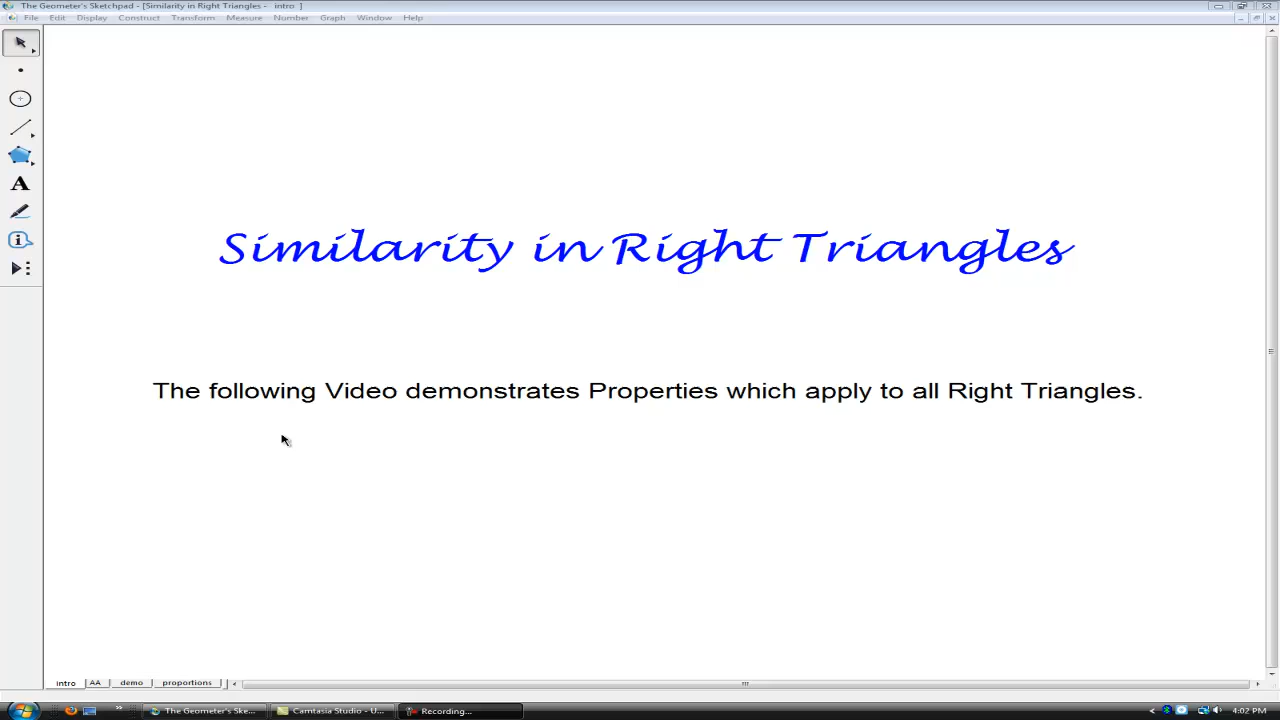 The Geometer's Sketchpad - [Similarity in Right Triangles - intro ]
File Edit Display Construct Transform Measure Number Graph Window Help
A
Similarity in Right Triangles
The following Video demonstrates Properties which apply to all Right Triangles.
intro AA demo proportions
The Geometer's Ske... Camtasia Studio - U... Recording... 4:02 PM